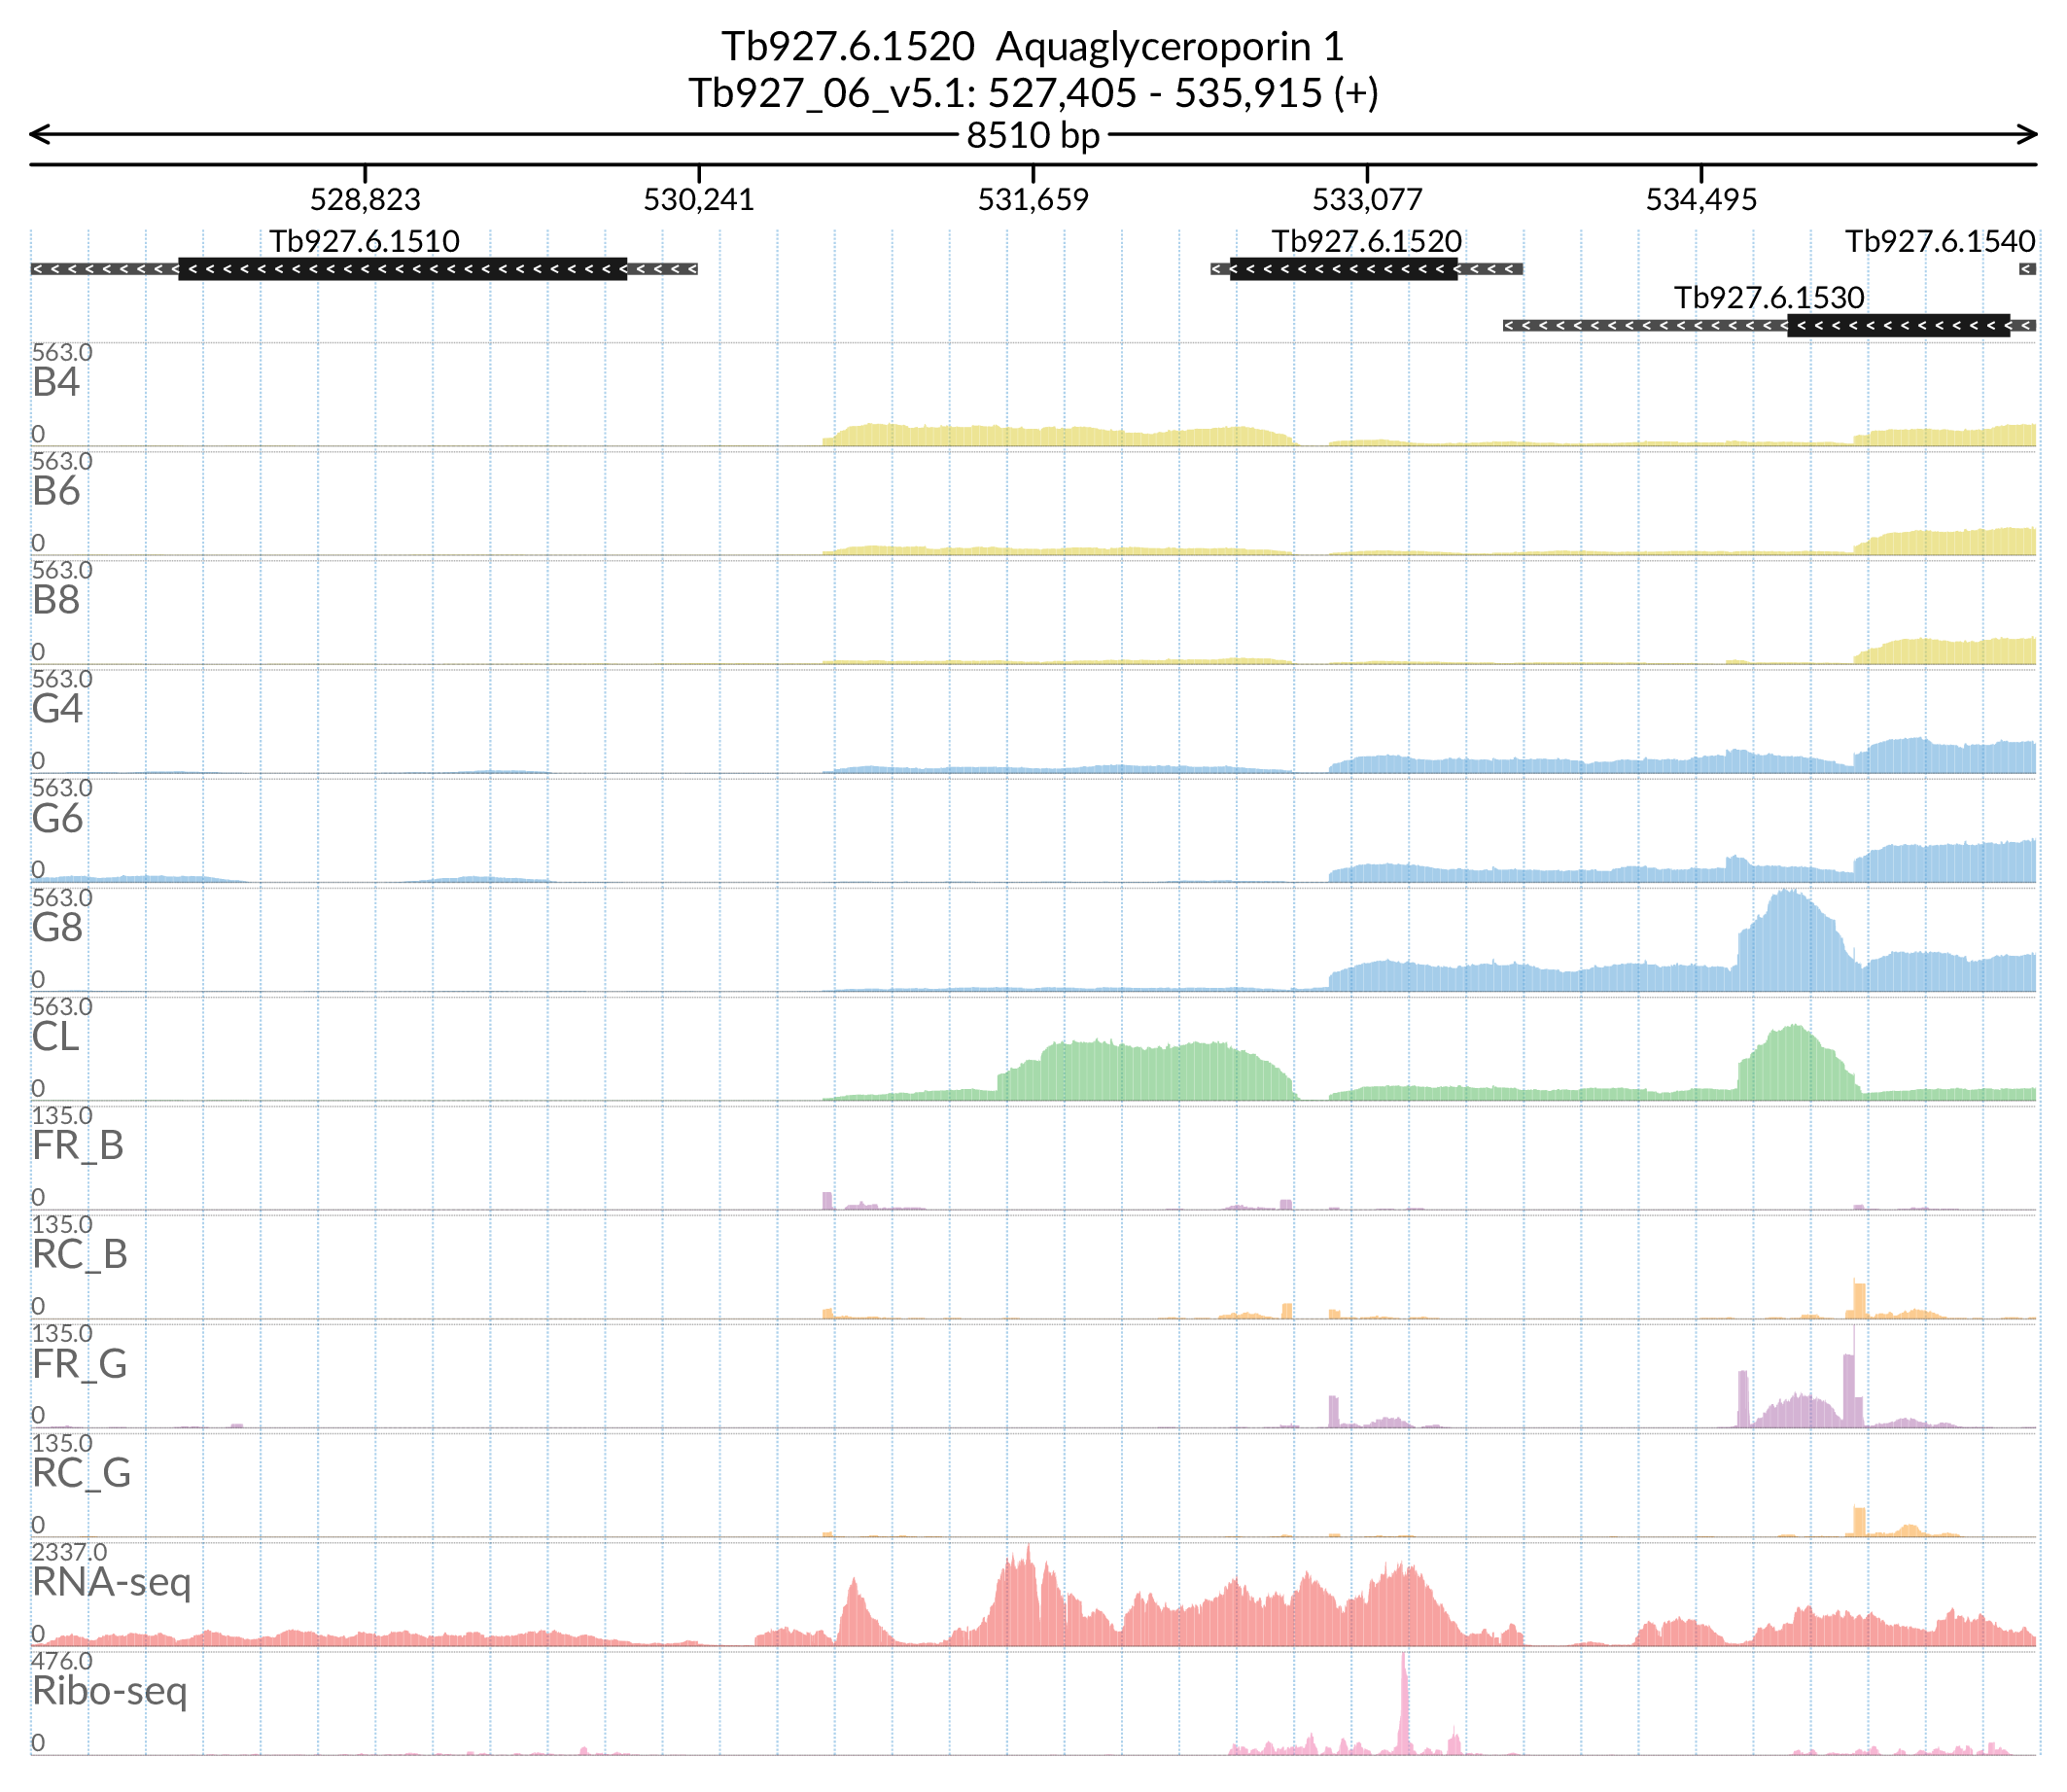 Tb927.6.1520 Aquaglyceroporin 1
Tb927_06_v5.1: 527,405 - 535,915 (+)
8510 bp
528,823 530,241 531,659 533,077 534,495
Tb927.6.1510 Tb927.6.1520 Tb927.6.1540
Tb927.6.1530
563.0
B4
0
563.0
B6
0
563.0
B8
0
563.0
G4
0
563.0
G6
0
563.0
G8
0
563.0
CL
0
135.0
FR_B
0
135.0
RC_B
0
135.0
FR_G
0
135.0
RC_G
0
2337.0
RNA-seq
0
476.0
Ribo-seq
0